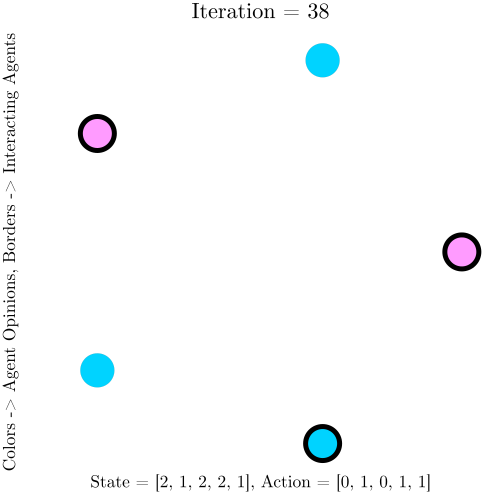 Iteration = 38
Colors -> Agent Opinions, Borders -> Interacting Agents
State = [2, 1, 2, 2, 1], Action = [0, 1, 0, 1, 1]